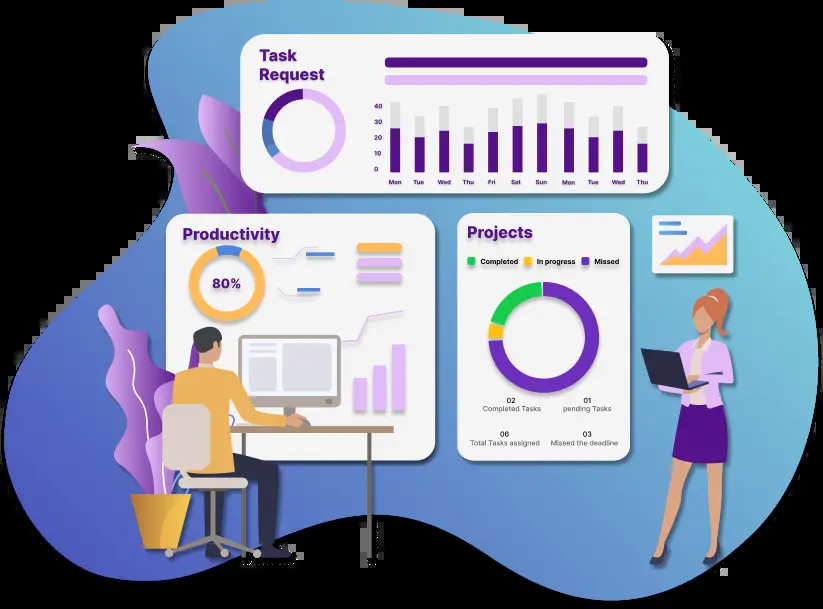 Task
Request
40
30
20
10
0
Mon Tue Wed Thu Fri Sat Sun Mon Tue Wed Thu
Productivity
80%
Projects
Completed In progress Missed
02 01
Completed Tasks pending Tasks
06 03
Total Tasks assigned Missed the deadline